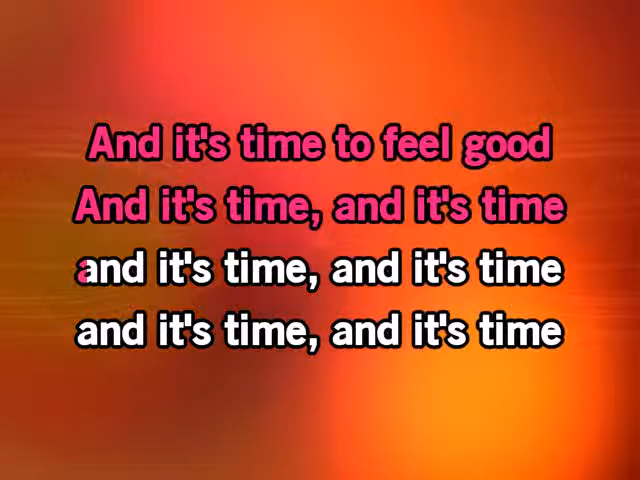 And it's time to feel good
And it's time, and it's time
and it's time, and it's time
and it's time, and it's time